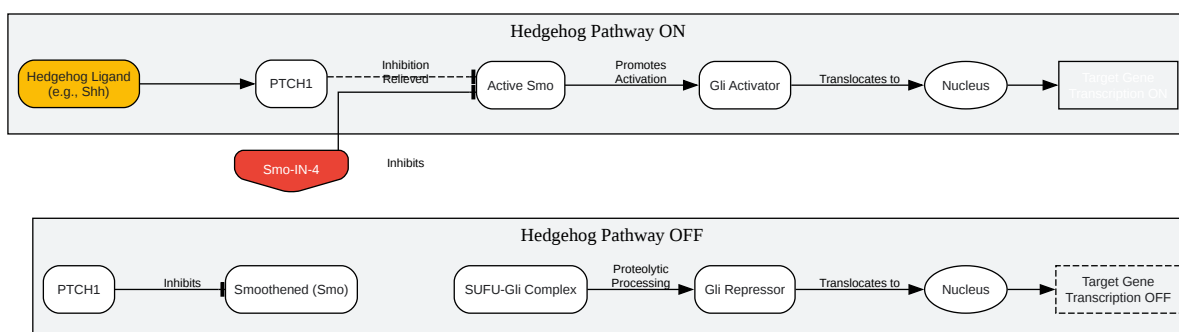 Hedgehog Pathway ON
Hedgehog Ligand
(e.g., Shh)
PTCH1
Inhibition
Relieved
Active Smo
Promotes
Activation
Gli Activator
Translocates to
Nucleus
Target Gene
Transcription ON
Smo-IN-4
Inhibits
Hedgehog Pathway OFF
PTCH1
Inhibits
Smoothened (Smo)
SUFU-Gli Complex
Proteolytic
Processing
Gli Repressor
Translocates to
Nucleus
Target Gene
Transcription OFF